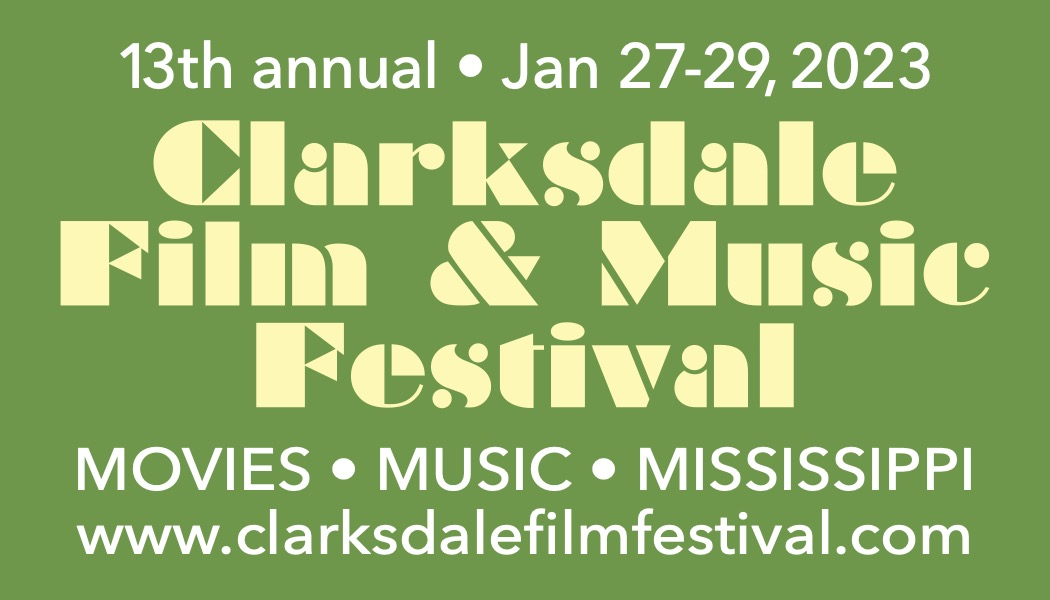 13th annual • Jan 27-29, 2023
Clarksdale
Film & Music
Festival
MOVIES • MUSIC • MISSISSIPPI
www.clarksdalefilmfestival.com